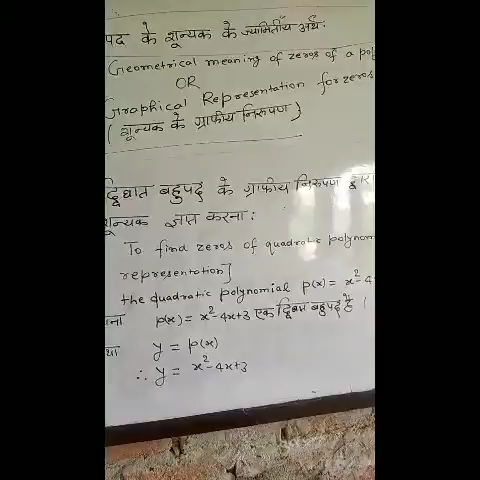 पद के शून्यक के ज्यामितीय अर्थ:
Geometrical meaning of zeros of a pol
OR
Graphical Representation for zeros
(शून्यक के ग्राफीय निरूपण)
द्विघात बहुपद के ग्राफीय निरूपण द्वारा
शून्यक ज्ञात करना:
To find zeros of quadratic polynom
representation]
the quadratic polynomial p(x) = x²-4
p(x) = x²-4x+3 एक द्विघात बहुपद है।
y = p(x)
∴ y = x²-4x+3